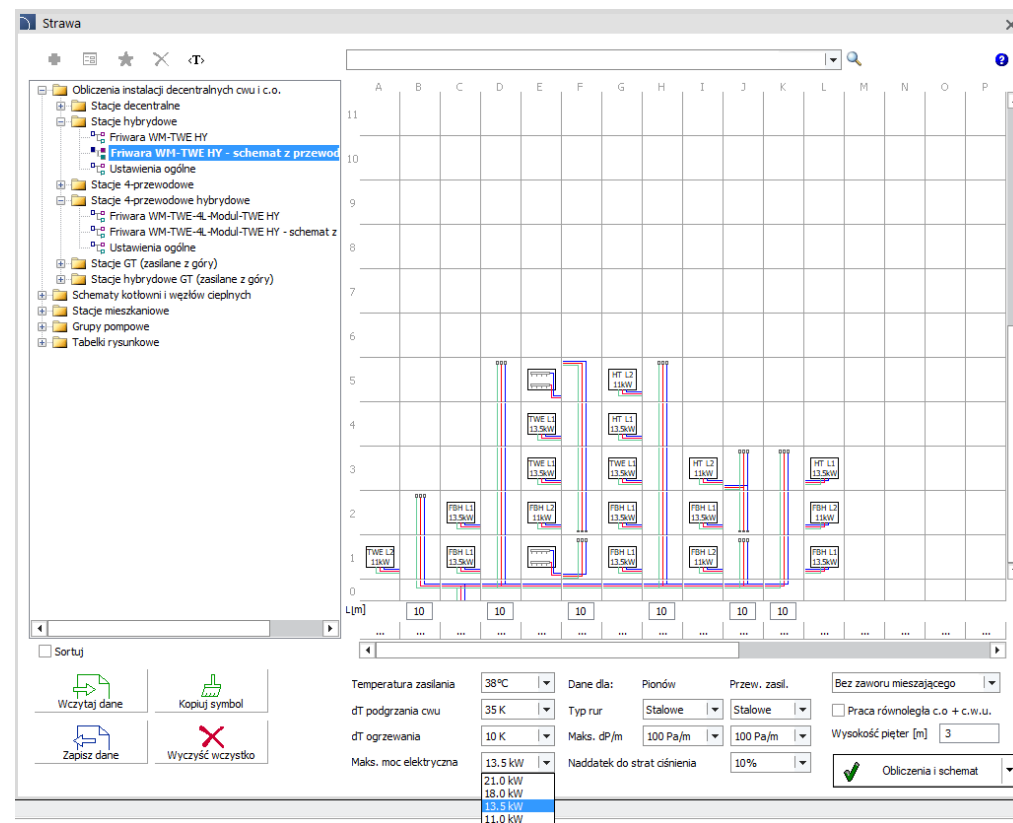 Strawa
‹T›
Obliczenia instalacji decentralnych cwu i c.o.
Stacje decentralne
Stacje hybrydowe
Friwara WM-TWE HY
Friwara WM-TWE HY - schemat z przewod
Ustawienia ogólne
Stacje 4-przewodowe
Stacje 4-przewodowe hybrydowe
Friwara WM-TWE-4L-Modul-TWE HY
Friwara WM-TWE-4L-Modul-TWE HY - schemat z
Ustawienia ogólne
Stacje GT (zasilane z góry)
Stacje hybrydowe GT (zasilane z góry)
Schematy kotłowni i węzłów cieplnych
Stacje mieszkaniowe
Grupy pompowe
Tabelki rysunkowe
Sortuj
Wczytaj dane
Kopiuj symbol
Zapisz dane
Wyczyść wczystko
A B C D E F G H I J K L M N O P
11
10
9
8
7
6
5
HT L2
11kW
4
TWE L1
13.5kW
HT L1
13.5kW
3
TWE L1
13.5kW
TWE L1
13.5kW
HT L2
11kW
HT L1
13.5kW
2
FBH L1
13.5kW
FBH L2
11kW
FBH L1
13.5kW
FBH L1
13.5kW
FBH L2
11kW
1
TWE L2
11kW
FBH L1
13.5kW
FBH L1
13.5kW
FBH L2
11kW
FBH L1
13.5kW
0
L[m] 10 10 10 10 10 10
... ... ... ... ... ... ... ... ... ... ... ... ... ... ... ...
Temperatura zasilania 38°C Dane dla: Pionów Przew. zasil. Bez zaworu mieszającego
dT podgrzania cwu 35 K Typ rur Stalowe Stalowe Praca równoległa c.o + c.w.u.
dT ogrzewania 10 K Maks. dP/m 100 Pa/m 100 Pa/m Wysokość pięter [m] 3
Maks. moc elektryczna 13.5 kW Naddatek do strat ciśnienia 10% Obliczenia i schemat
21.0 kW
18.0 kW
13.5 kW
11.0 kW